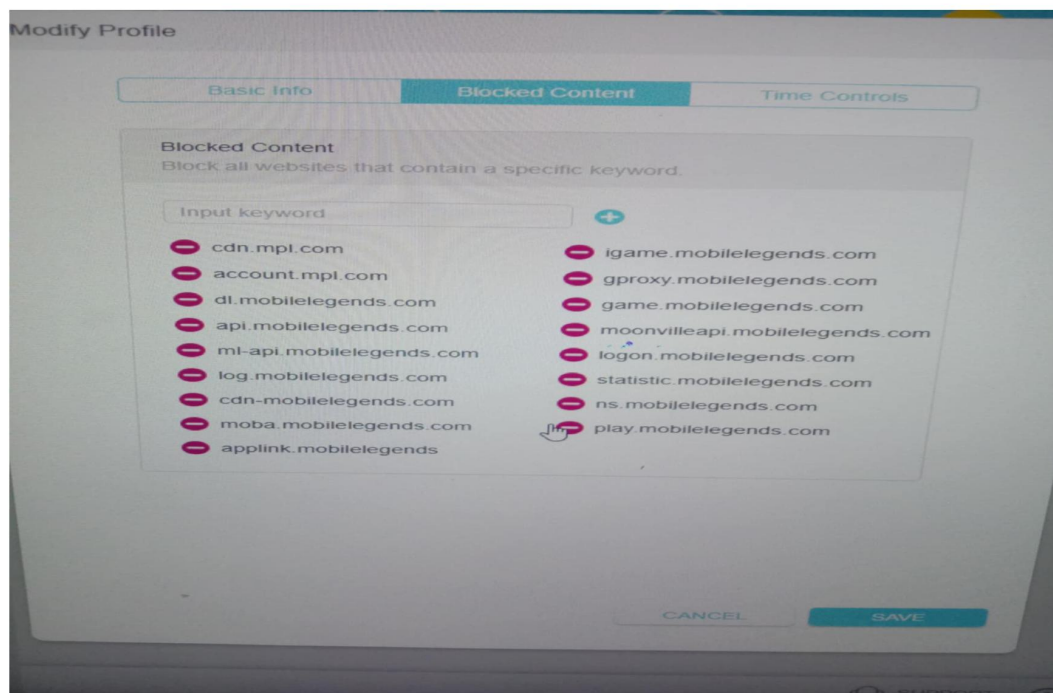 Modify Profile
Basic Info
Blocked Content
Time Controls
Blocked Content
Block all websites that contain a specific keyword.
Input keyword
cdn.mpl.com
account.mpl.com
dl.mobilelegends.com
api.mobilelegends.com
ml-api.mobilelegends.com
log.mobilelegends.com
cdn-mobilelegends.com
moba.mobilelegends.com
applink.mobilelegends
igame.mobilelegends.com
gproxy.mobilelegends.com
game.mobilelegends.com
moonvilleapi.mobilelegends.com
logon.mobilelegends.com
statistic.mobilelegends.com
ns.mobilelegends.com
play.mobilelegends.com
CANCEL
SAVE